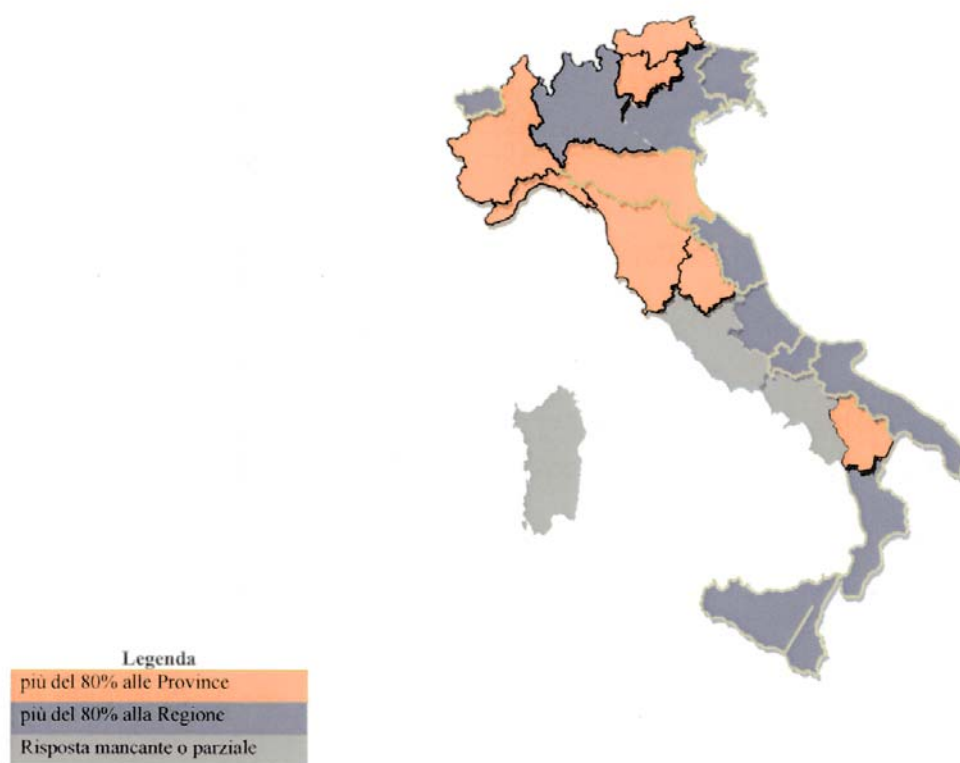 Legenda
più del 80% alle Province
più del 80% alla Regione
Risposta mancante o parziale